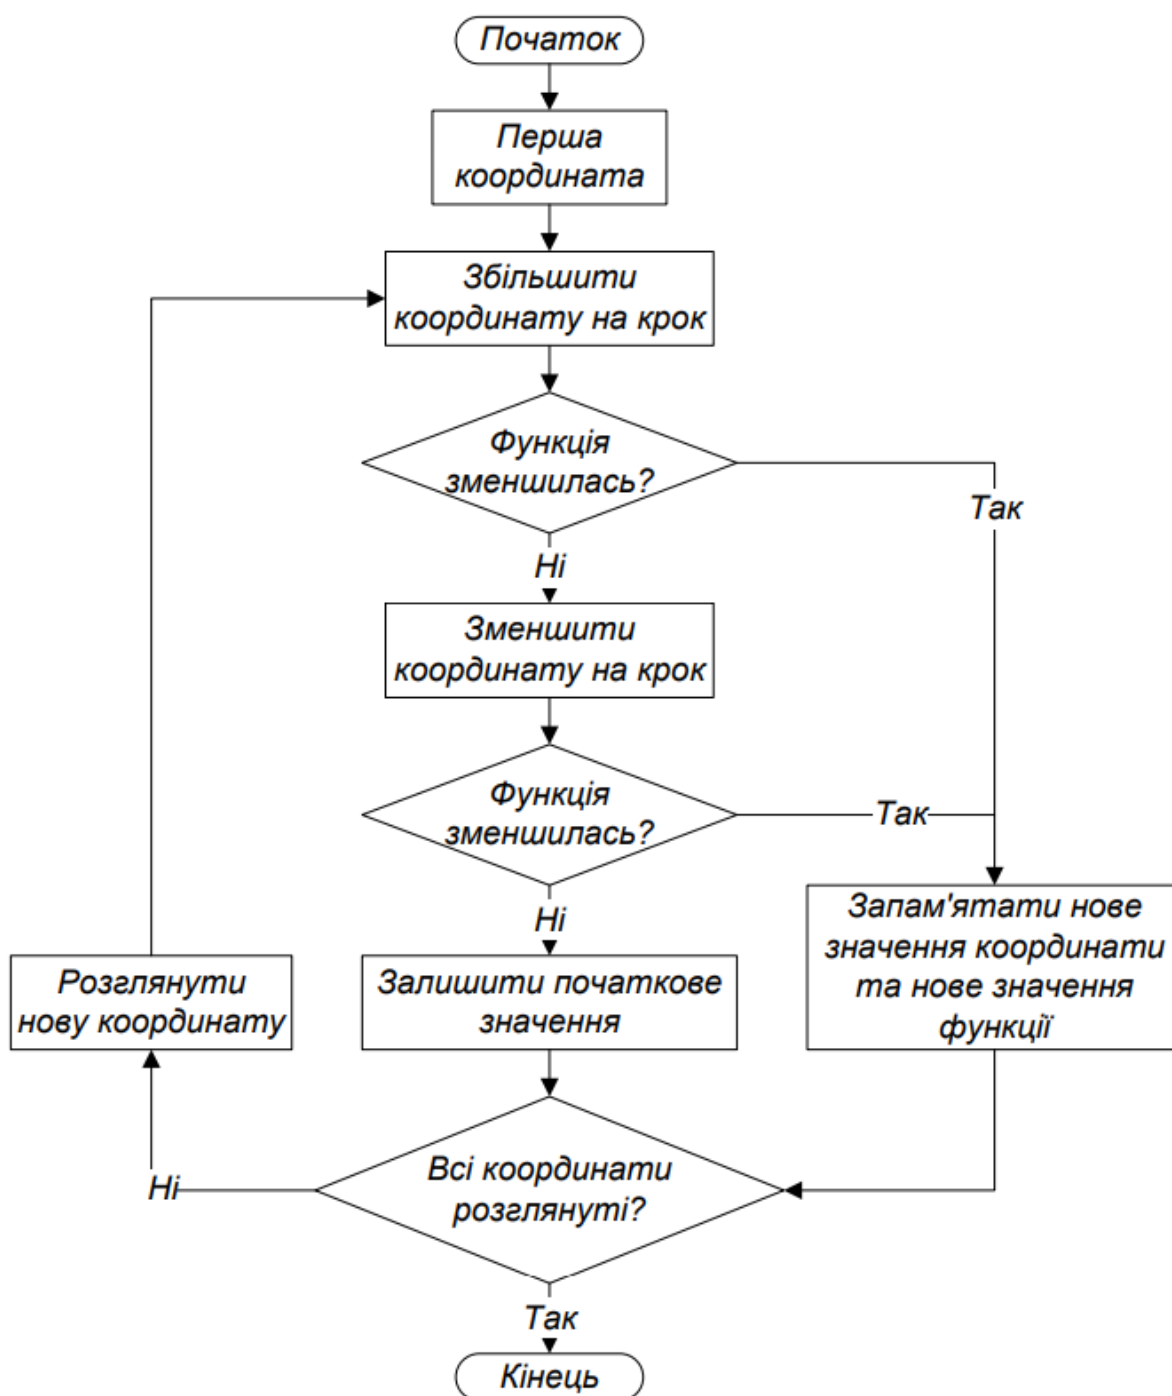 Початок
Перша
координата
Збільшити
координату на крок
Функція
зменшилась?
Так
Ні
Зменшити
координату на крок
Функція
зменшилась?
Так
Ні
Запам'ятати нове
значення координати
та нове значення
функції
Розглянути
нову координату
Залишити початкове
значення
Всі координати
розглянуті?
Ні
Так
Кінець